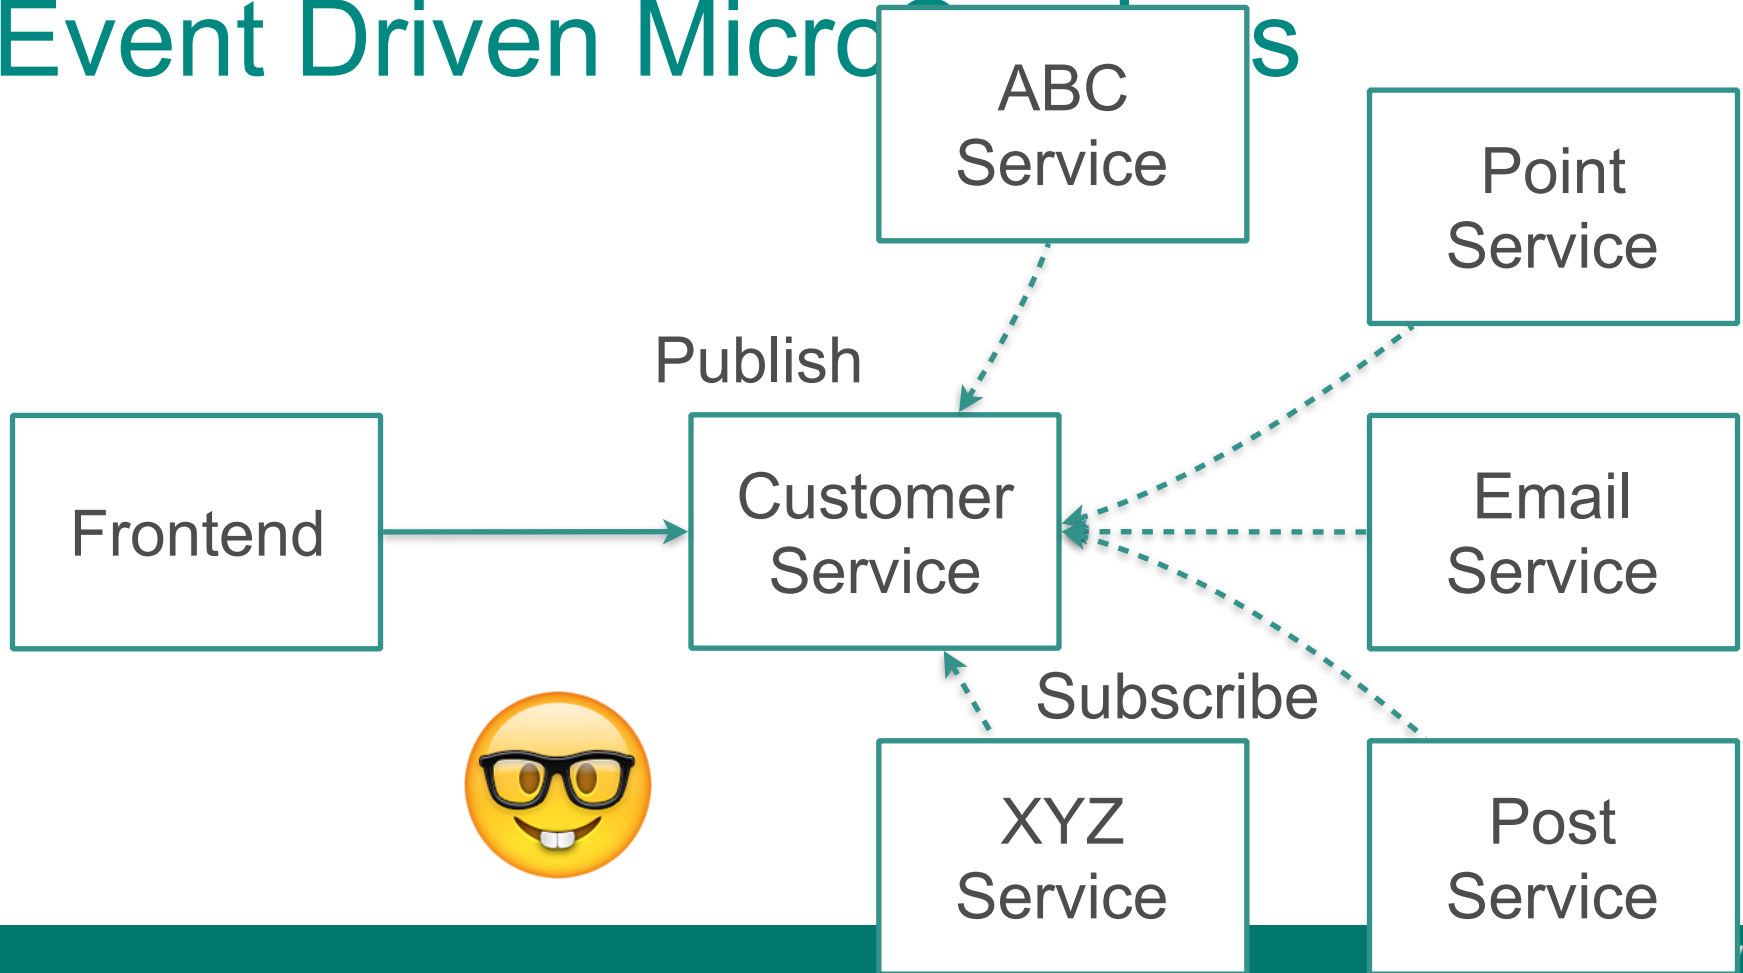 Event Driven Micro
ABC
Service
Point
Service
Publish
Frontend
Customer
Service
Email
Service
Subscribe
XYZ
Service
Post
Service